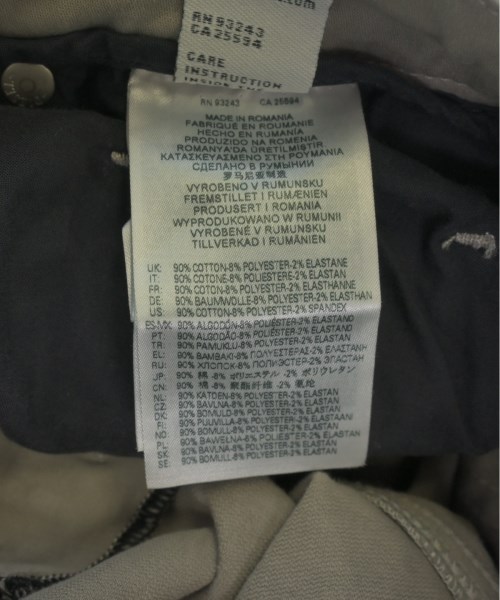 .com
RN 93243
CA 25594
CARE
INSTRUCTION
RN 93243 CA 25594
MADE IN ROMANIA
FABRIQUÉ EN ROUMANIE
HECHO EN RUMANÍA
PRODUZIDO NA ROMENIA
ROMANYA'DA ÜRETİLMİŞTİR
ΚΑΤΑΣΚΕΥΑΣΜΕΝΟ ΣΤΗ ΡΟΥΜΑΝΙΑ
СДЕЛАНО В РУМЫНИИ
罗马尼亚制造
VYROBENO V RUMUNSKU
FREMSTILLET I RUMÆNIEN
PRODUSERT I ROMANIA
WYPRODUKOWANO W RUMUNII
VYROBENÉ V RUMUNSKU
TILLVERKAD I RUMÄNIEN
UK: 90% COTTON-8% POLYESTER-2% ELASTANE
IT: 90% COTONE-8% POLIESTERE-2% ELASTAN
FR: 90% COTON-8% POLYESTER-2% ELASTHANNE
DE: 90% BAUMWOLLE-8% POLYESTER-2% ELASTHAN
US: 90% COTTON-8% POLYESTER-2% SPANDEX
ES-MX: 90% ALGODÓN-8% POLIÉSTER-2% ELASTANO
PT: 90% ALGODÃO-8% POLIÉSTER-2% ELASTANO
TR: 90% PAMUKLU-8% POLYESTER-2% ELASTAN
EL: 90% ΒΑΜΒΑΚΙ-8% ΠΟΛΥΕΣΤΕΡΑΣ-2% ΕΛΑΣΤΑΝΗ
RU: 90% ХЛОПСК-8% ПОЛИЭСТЕР-2% ЭЛАСТАН
JP: 90% 綿 -8% ポリエステル -2% ポリウレタン
CN: 90% 棉 -8% 聚酯纤维 -2% 氨纶
NL: 90% KATOEN-8% POLYESTER-2% ELASTAN
CZ: 90% BAVLNA-8% POLYESTER-2% ELASTAN
DK: 90% BOMULD-8% POLYESTER-2% ELASTAN
FI: 90% PUUVILLA-8% POLYESTER-2% ELASTAANI
NO: 90% BOMULL-8% POLYESTER-2% ELASTAN
PL: 90% BAWEŁNA-8% POLYESTER-2% ELASTAN
SK: 90% BAVLNA-8% POLYESTER-2% ELASTAN
SE: 90% BOMULL-8% POLYESTER-2% ELASTAN